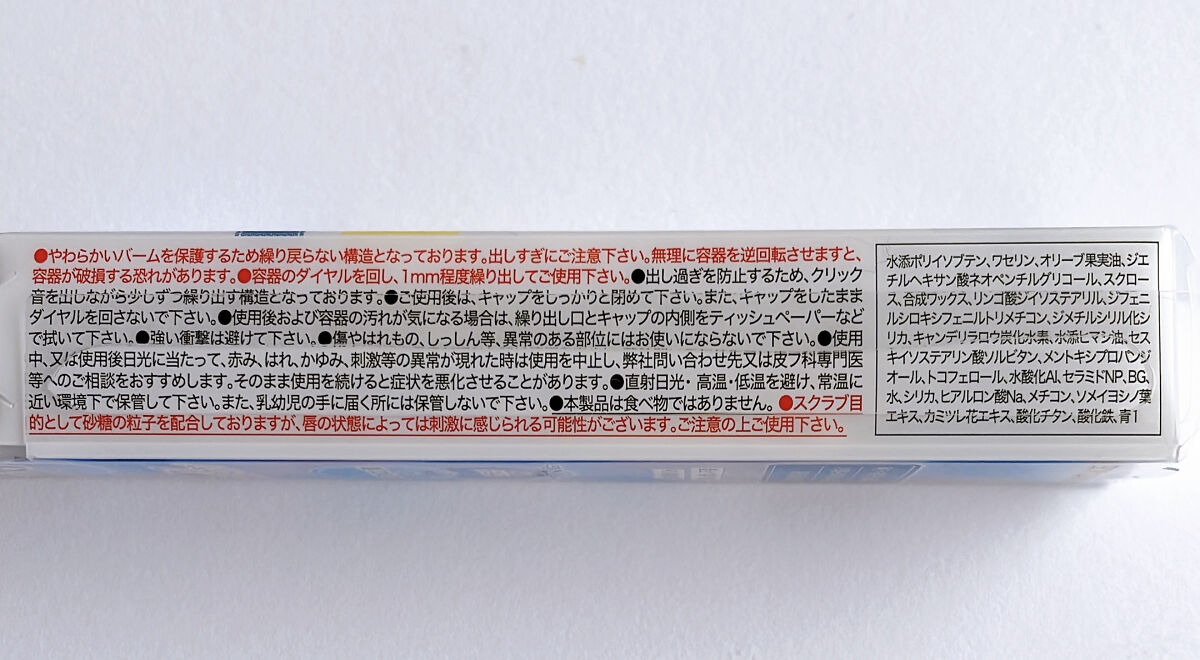 ●やわらかいバームを保護するため繰り戻らない構造となっております。出しすぎにご注意下さい。無理に容器を逆回転させますと、
容器が破損する恐れがあります。●容器のダイヤルを回し、1mm程度繰り出してご使用下さい。●出し過ぎを防止するため、クリック
音を出しながら少しずつ繰り出す構造となっております。●ご使用後は、キャップをしっかりと閉めて下さい。また、キャップをしたまま
ダイヤルを回さないで下さい。●使用後および容器の汚れが気になる場合は、繰り出し口とキャップの内側をティッシュペーパーなど
で拭いて下さい。●強い衝撃は避けて下さい。●傷やはれもの、しっしん等、異常のある部位にはお使いにならないで下さい。●使用
中、又は使用後日光に当たって、赤み、はれ、かゆみ、刺激等の異常が現れた時は使用を中止し、弊社問い合わせ先又は皮フ科専門医
等へのご相談をおすすめします。そのまま使用を続けると症状を悪化させることがあります。●直射日光・高温・低温を避け、常温に
近い環境下で保管して下さい。また、乳幼児の手に届く所には保管しないで下さい。●本製品は食べ物ではありません。●スクラブ目
的として砂糖の粒子を配合しておりますが、唇の状態によっては刺激に感じられる可能性がございます。ご注意の上ご使用下さい。
水添ポリイソブテン、ワセリン、オリーブ果実油、ジエ
チルヘキサン酸ネオペンチルグリコール、スクロー
ス、合成ワックス、リンゴ酸ジイソステアリル、ジフェニ
ルシロキシフェニルトリメチコン、ジメチルシリル化シ
リカ、キャンデリラロウ炭化水素、水添ヒマシ油、セス
キイソステアリン酸ソルビタン、メントキシプロパンジ
オール、トコフェロール、水酸化Al、セラミドNP、BG、
水、シリカ、ヒアルロン酸Na、メチコン、ソメイヨシノ葉
エキス、カミツレ花エキス、酸化チタン、酸化鉄、青1